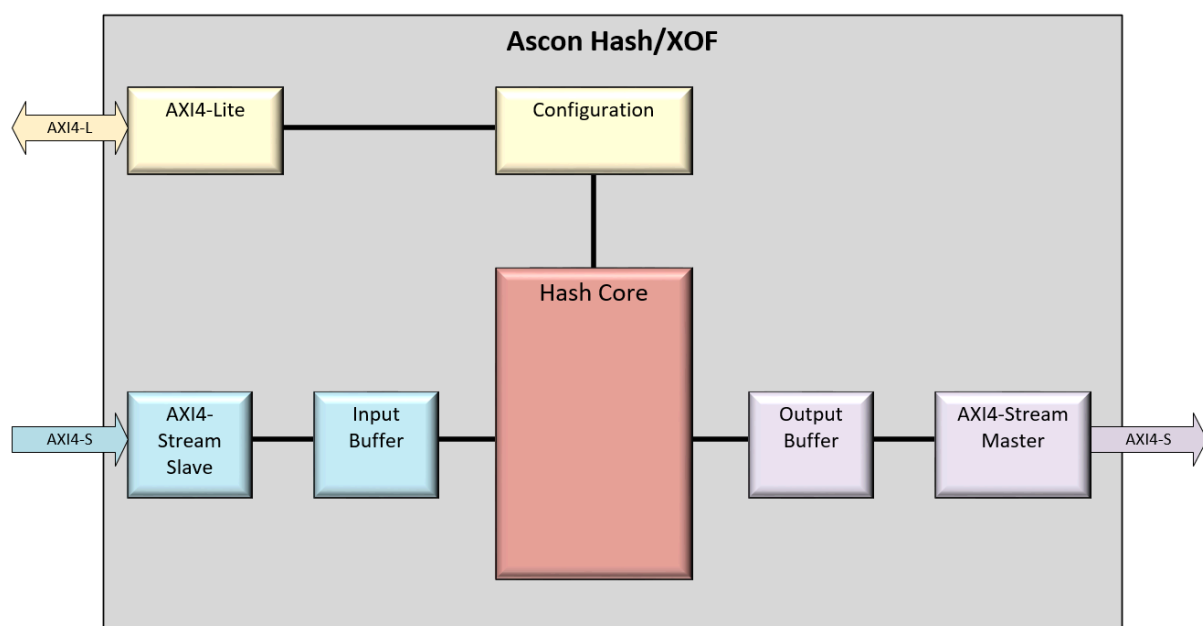 Ascon Hash/XOF
AXI4-L
AXI4-Lite
Configuration
Hash Core
AXI4-S
AXI4-
Stream
Slave
Input
Buffer
Output
Buffer
AXI4-Stream
Master
AXI4-S